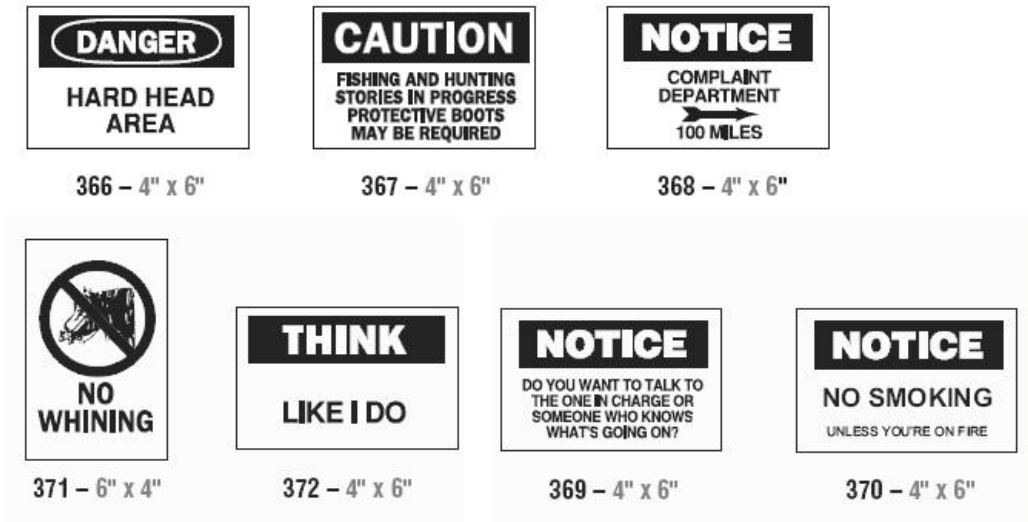 DANGER
HARD HEAD
AREA
366 – 4" x 6"
CAUTION
FISHING AND HUNTING
STORIES IN PROGRESS
PROTECTIVE BOOTS
MAY BE REQUIRED
367 – 4" x 6"
NOTICE
COMPLAINT
DEPARTMENT
100 MILES
368 – 4" x 6"
NO
WHINING
371 – 6" x 4"
THINK
LIKE I DO
372 – 4" x 6"
NOTICE
DO YOU WANT TO TALK TO
THE ONE IN CHARGE OR
SOMEONE WHO KNOWS
WHAT'S GOING ON?
369 – 4" x 6"
NOTICE
NO SMOKING
UNLESS YOU'RE ON FIRE
370 – 4" x 6"